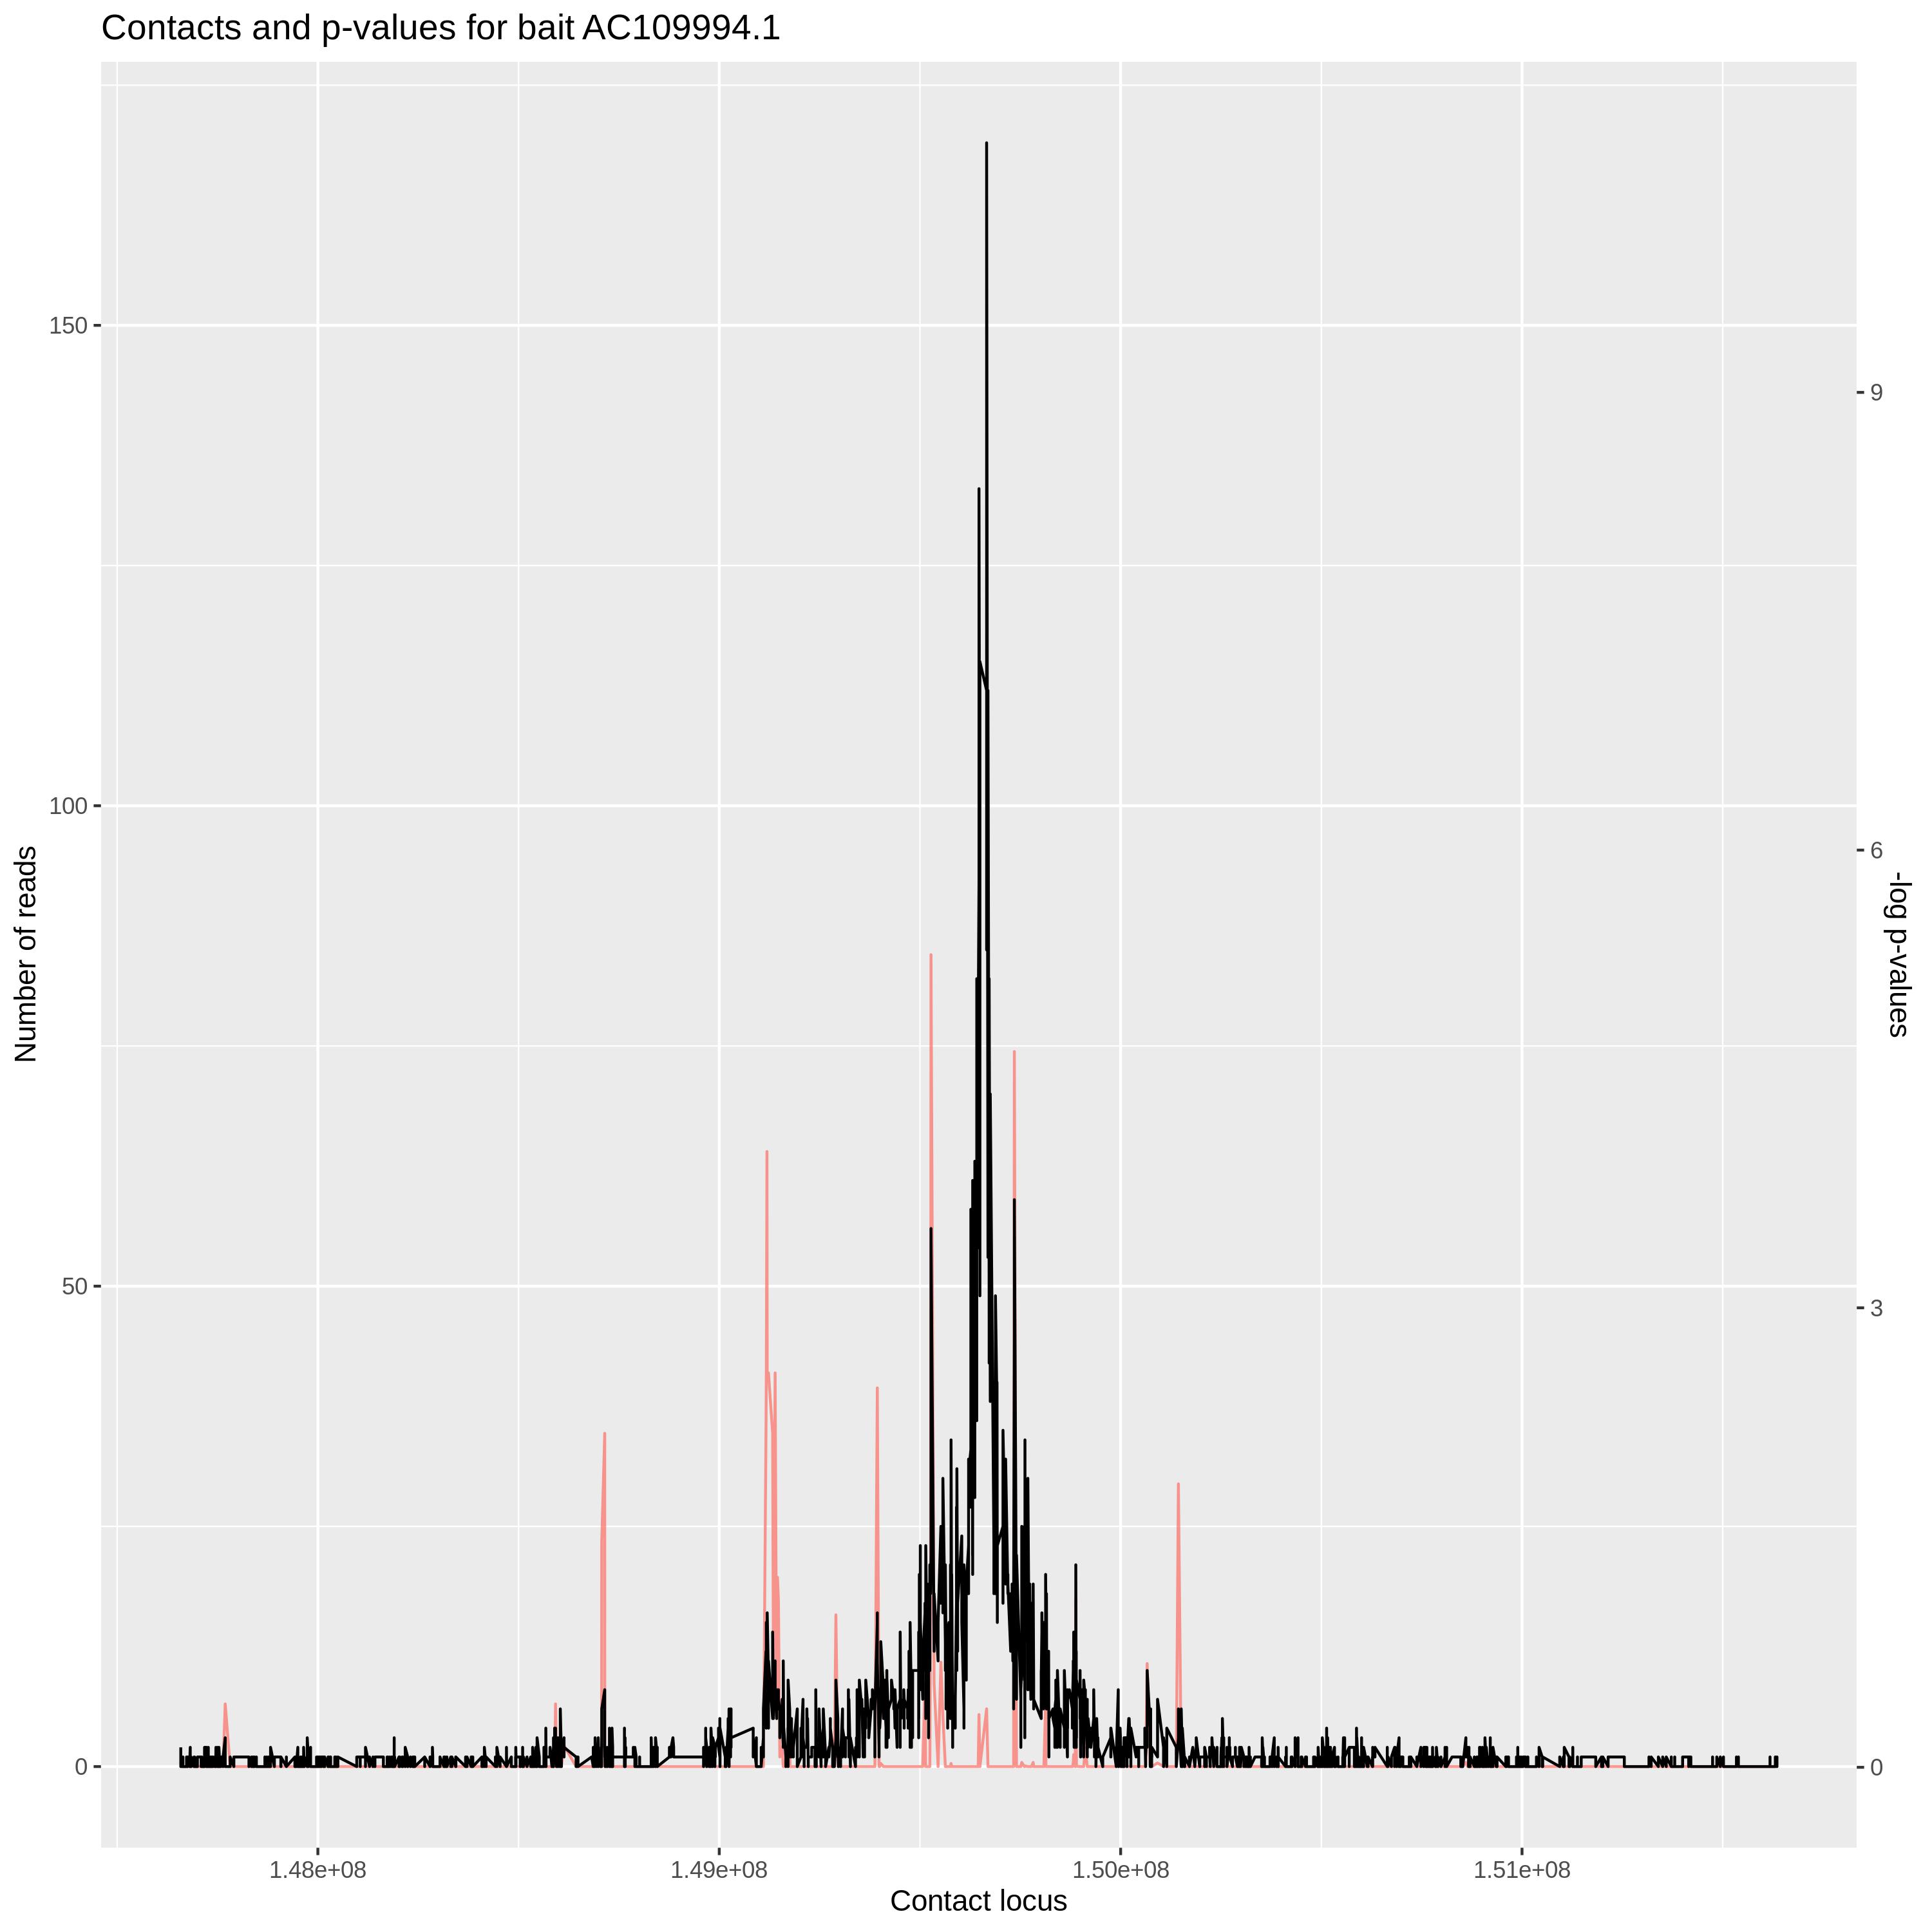 Contacts and p-values for bait AC109994.1
150
100
50
0
Number of reads
9
6
3
0
-log p-values
1.48e+08 1.49e+08 1.50e+08 1.51e+08
Contact locus